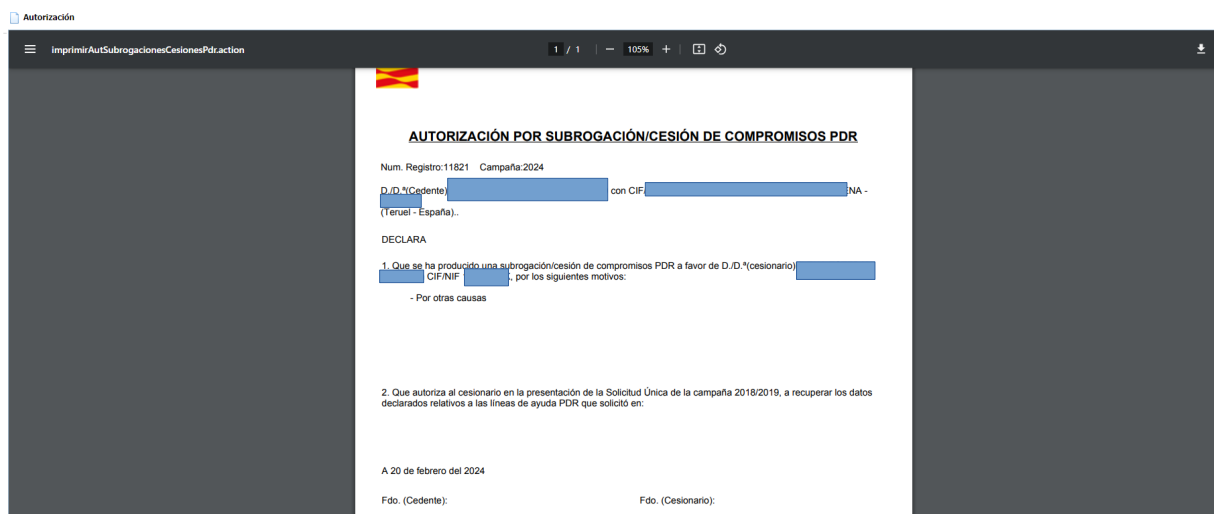 Autorización
imprimirAutSubrogacionesCesionesPdr.action
1 / 1
105%
AUTORIZACIÓN POR SUBROGACIÓN/CESIÓN DE COMPROMISOS PDR
Num. Registro:11821 Campaña:2024
D./D.ª(Cedente) con CIF/ ENA -
(Teruel - España)..
DECLARA
1. Que se ha producido una subrogación/cesión de compromisos PDR a favor de D./D.ª(cesionario)
CIF/NIF , por los siguientes motivos:
- Por otras causas
2. Que autoriza al cesionario en la presentación de la Solicitud Única de la campaña 2018/2019, a recuperar los datos
declarados relativos a las líneas de ayuda PDR que solicitó en:
A 20 de febrero del 2024
Fdo. (Cedente): Fdo. (Cesionario):